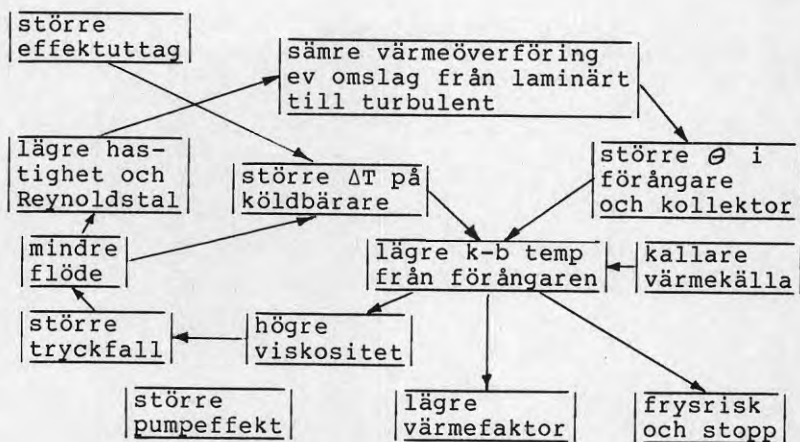 större
effektuttag
sämre värmeöverföring
ev omslag från laminärt
till turbulent
lägre has-
tighet och
Reynoldstal
större ΔT på
köldbärare
större Θ i
förångare
och kollektor
mindre
flöde
lägre k-b temp
från förångaren
kallare
värmekälla
större
tryckfall
högre
viskositet
större
pumpeffekt
lägre
värmefaktor
frysrisk
och stopp